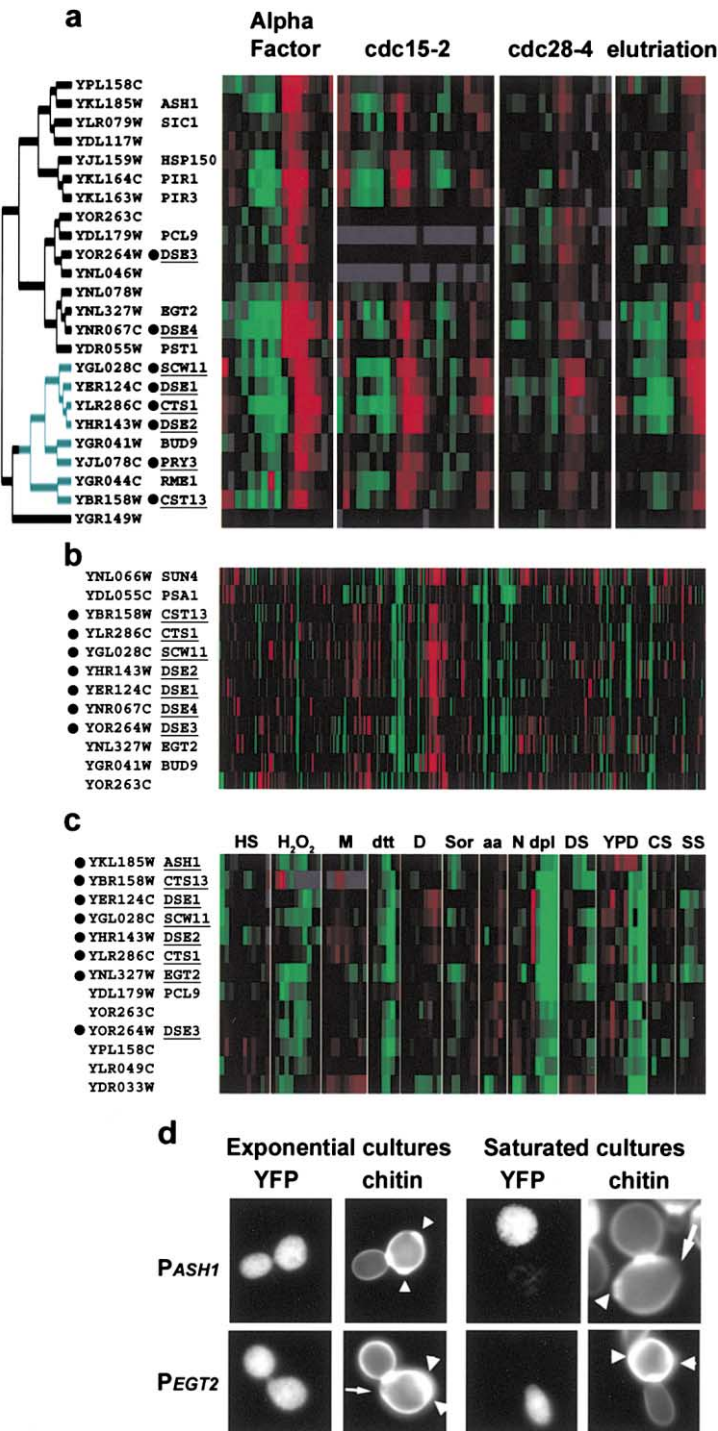 a
Alpha Factor cdc15-2 cdc28-4 elutriation
YPL158C
YKL185W ASH1
YLR079W SIC1
YDL117W
YJL159W HSP150
YKL164C PIR1
YKL163W PIR3
YOR263C
YDL179W PCL9
YOR264W ●DSE3
YNL046W
YNL078W
YNL327W EGT2
YNR067C ●DSE4
YDR055W PST1
YGL028C ●SCW11
YER124C ●DSE1
YLR286C ●CTS1
YHR143W ●DSE2
YGR041W BUD9
YJL078C ●PRY3
YGR044C RME1
YBR158W ●CST13
YGR149W
b
YNL066W SUN4
YDL055C PSA1
● YBR158W CST13
● YLR286C CTS1
● YGL028C SCW11
● YHR143W DSE2
● YER124C DSE1
● YNR067C DSE4
● YOR264W DSE3
YNL327W EGT2
YGR041W BUD9
YOR263C
c
HS H2O2 M dtt D Sor aa N dpl DS YPD CS SS
● YKL185W ASH1
● YBR158W CTS13
● YER124C DSE1
● YGL028C SCW11
● YHR143W DSE2
● YLR286C CTS1
● YNL327W EGT2
YDL179W PCL9
YOR263C
● YOR264W DSE3
YPL158C
YLR049C
YDR033W
d
Exponential cultures Saturated cultures
YFP chitin YFP chitin
PASH1
PEGT2